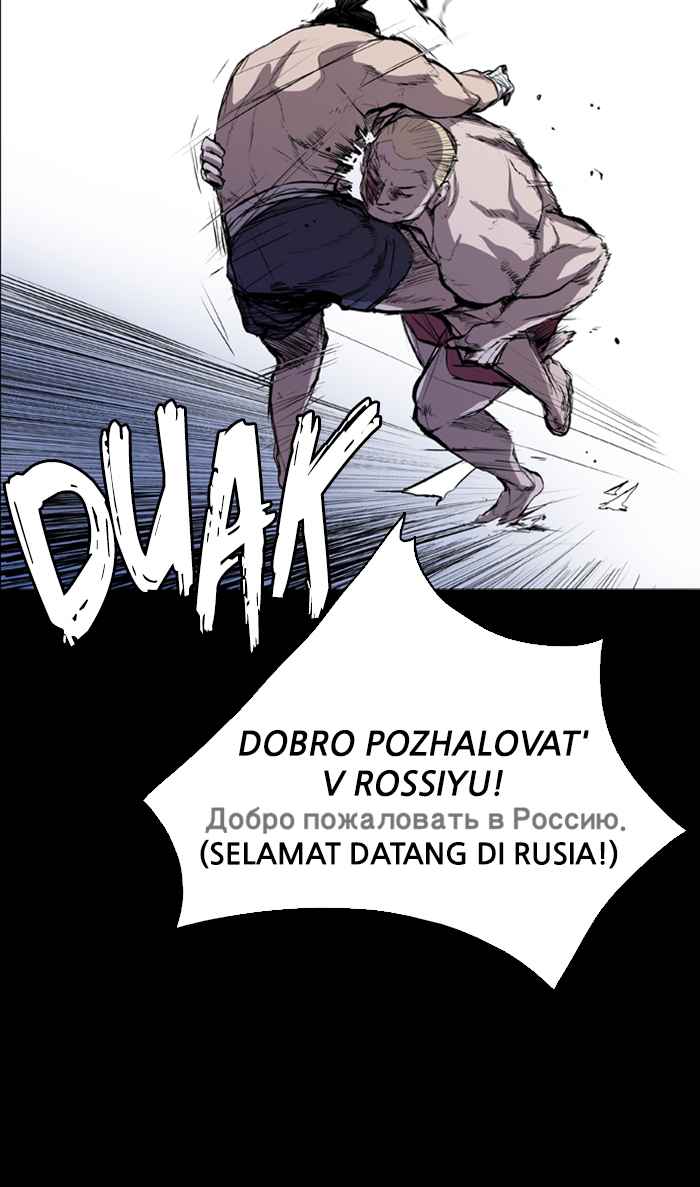 DUAK
DOBRO POZHALOVAT'
V ROSSIYU!
Добро пожаловать в Россию.
(SELAMAT DATANG DI RUSIA!)